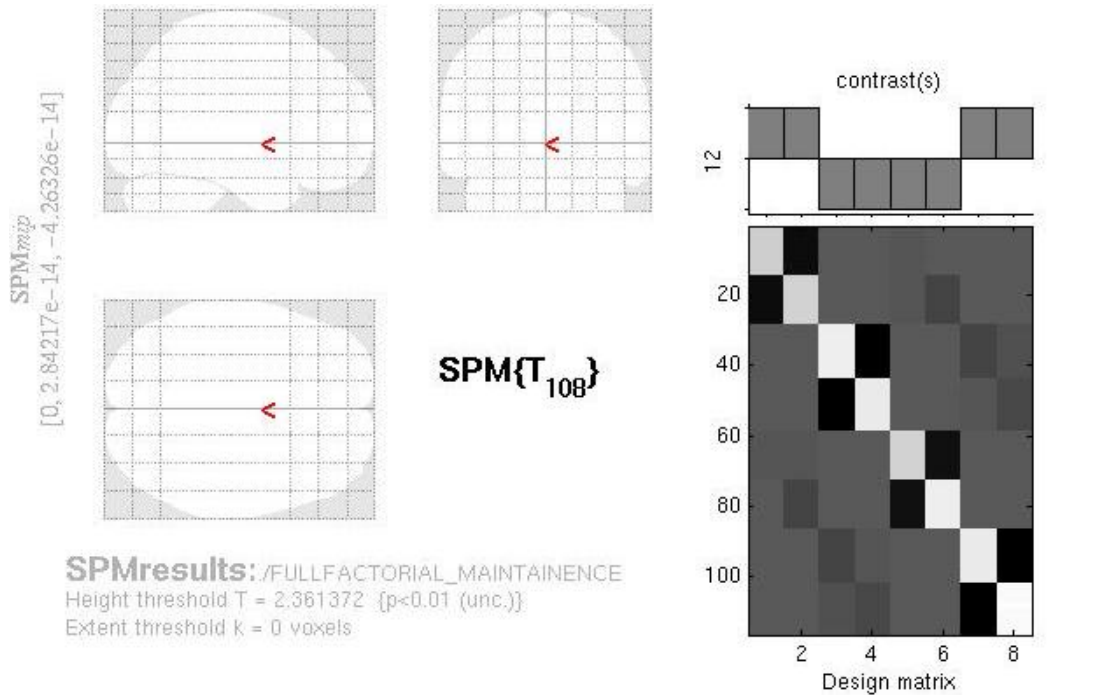 SPMmip
[0, 2.84217e-14, -4.26326e-14]
<
<
<
SPM{T108}
SPMresults: ./FULLFACTORIAL_MAINTAINENCE
Height threshold T = 2.361372 {p<0.01 (unc.)}
Extent threshold k = 0 voxels
contrast(s)
12
20
40
60
80
100
2 4 6 8
Design matrix